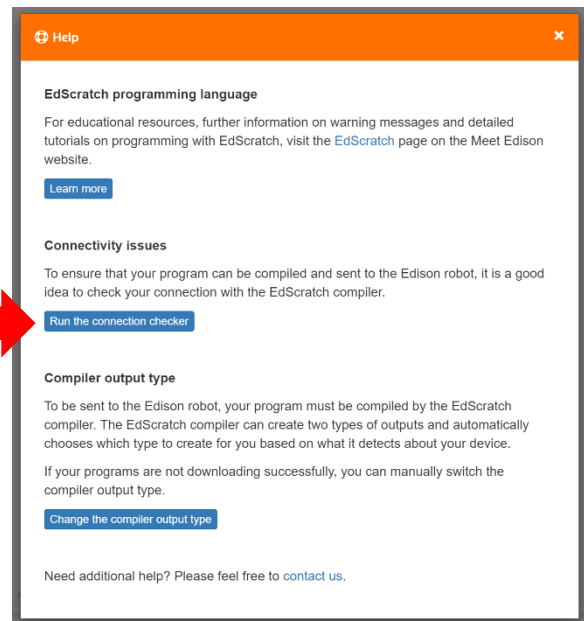 Help ×
EdScratch programming language
For educational resources, further information on warning messages and detailed
tutorials on programming with EdScratch, visit the EdScratch page on the Meet Edison
website.
Learn more
Connectivity issues
To ensure that your program can be compiled and sent to the Edison robot, it is a good
idea to check your connection with the EdScratch compiler.
Run the connection checker
Compiler output type
To be sent to the Edison robot, your program must be compiled by the EdScratch
compiler. The EdScratch compiler can create two types of outputs and automatically
chooses which type to create for you based on what it detects about your device.
If your programs are not downloading successfully, you can manually switch the
compiler output type.
Change the compiler output type
Need additional help? Please feel free to contact us.